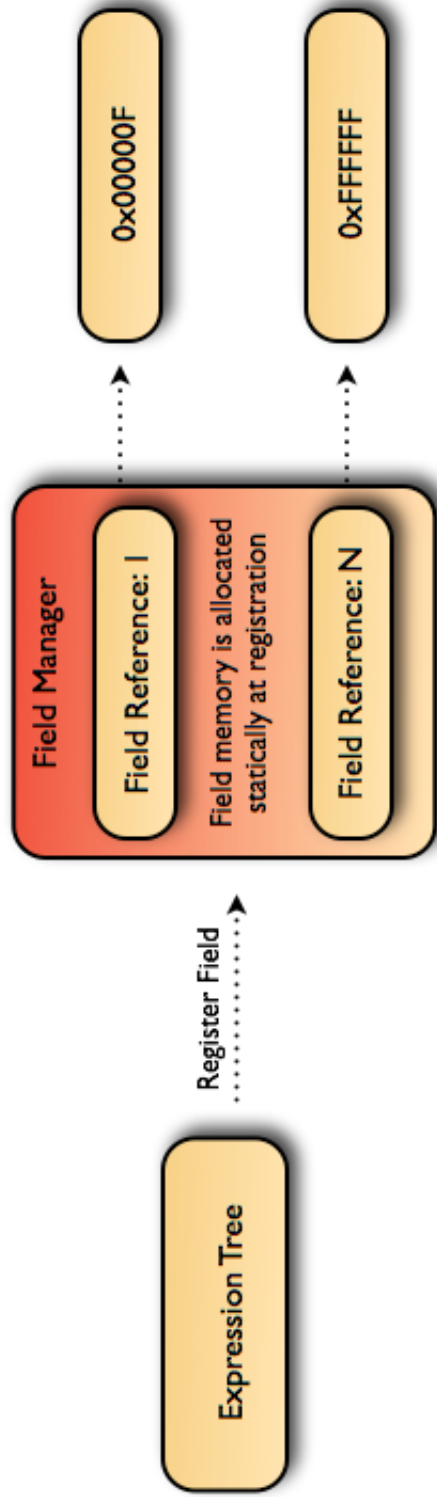 Expression Tree
Register Field
Field Manager
Field Reference: 1
Field memory is allocated
statically at registration
Field Reference: N
0x00000F
0xFFFFFF